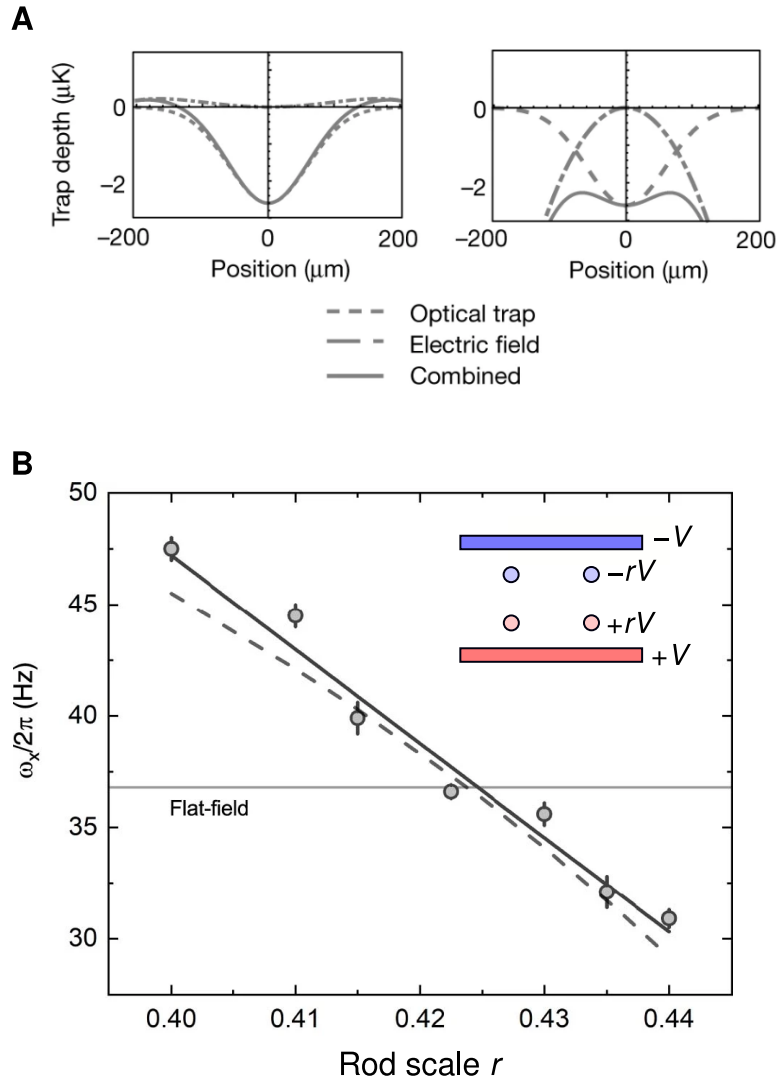 A
Trap depth (μK)
0
−2
−200 0 200
Position (μm)
0
−2
−200 0 200
Position (μm)
Optical trap
Electric field
Combined
B
ωx/2π (Hz)
50
45
40
35
30
−V
−rV
+rV
+V
Flat-field
0.40 0.41 0.42 0.43 0.44
Rod scale r